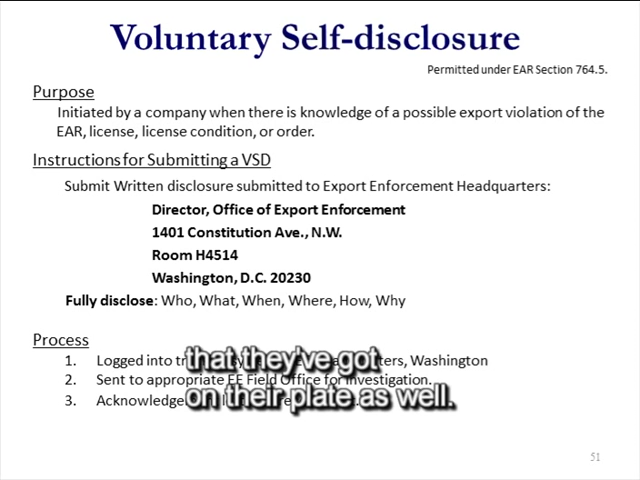 Voluntary Self-disclosure
Permitted under EAR Section 764.5.
Purpose
Initiated by a company when there is knowledge of a possible export violation of the
EAR, license, license condition, or order.
Instructions for Submitting a VSD
Submit Written disclosure submitted to Export Enforcement Headquarters:
Director, Office of Export Enforcement
1401 Constitution Ave., N.W.
Room H4514
Washington, D.C. 20230
Fully disclose: Who, What, When, Where, How, Why
Process
1. Logged into Washington
that they've got
2. Sent to appropriate EE Field Office for investigation.
3.
on their plate as well.
51